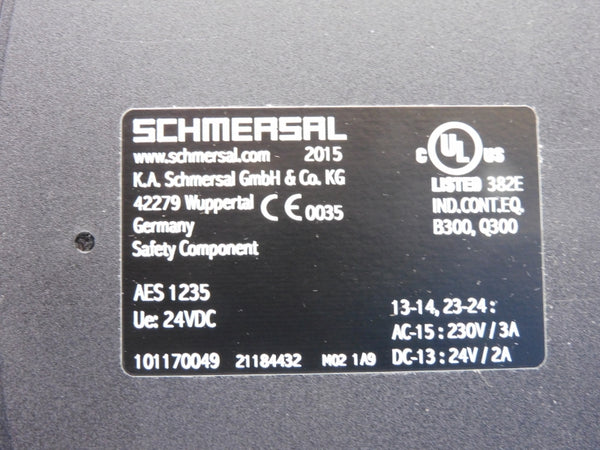 SCHMERSAL
www.schmersal.com 2015
K.A. Schmersal GmbH & Co. KG
42279 Wuppertal CE 0035
Germany
Safety Component
AES 1235
Ue: 24VDC
101170049 21184432 M02 1/9
C UL US
LISTED 382E
IND.CONT.EQ.
B300, Q300
13-14, 23-24 :
AC-15 : 230V / 3A
DC-13 : 24V / 2A